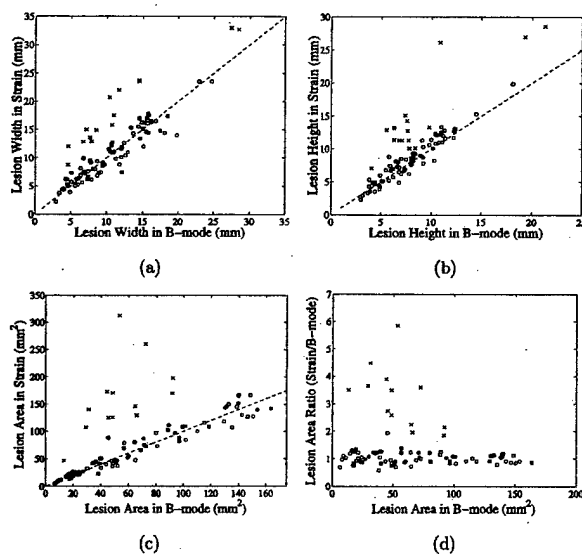 Lesion Width in Strain (mm)
35
30
25
20
15
10
5
0
0 5 10 15 20 25 30 35
Lesion Width in B-mode (mm)
(a)
Lesion Height in Strain (mm)
30
25
20
15
10
5
0
0 5 10 15 20 25
Lesion Height in B-mode (mm)
(b)
Lesion Area in Strain (mm²)
350
300
250
200
150
100
50
0
0 20 40 60 80 100 120 140 160
Lesion Area in B-mode (mm²)
(c)
Lesion Area Ratio (Strain/B-mode)
7
6
5
4
3
2
1
0
0 50 100 150 200
Lesion Area in B-mode (mm²)
(d)